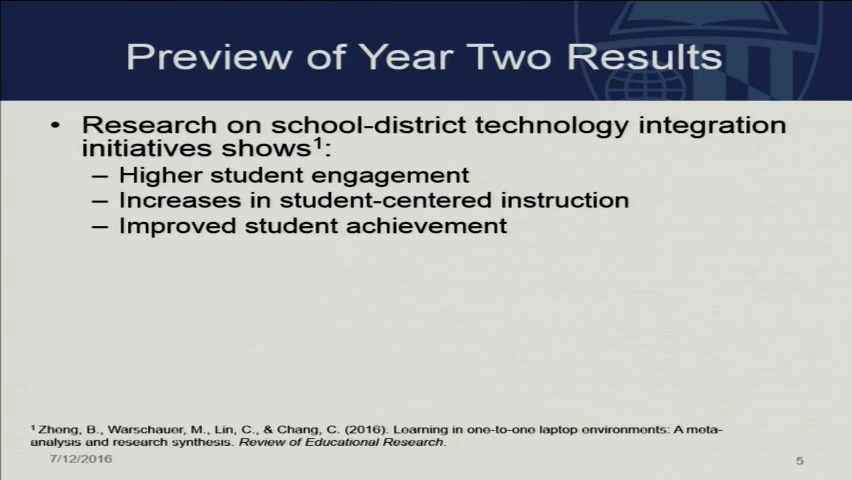 Preview of Year Two Results
• Research on school-district technology integration
initiatives shows¹:
– Higher student engagement
– Increases in student-centered instruction
– Improved student achievement
¹ Zheng, B., Warschauer, M., Lin, C., & Chang, C. (2016). Learning in one-to-one laptop environments: A meta-
analysis and research synthesis. Review of Educational Research.
7/12/2016
5